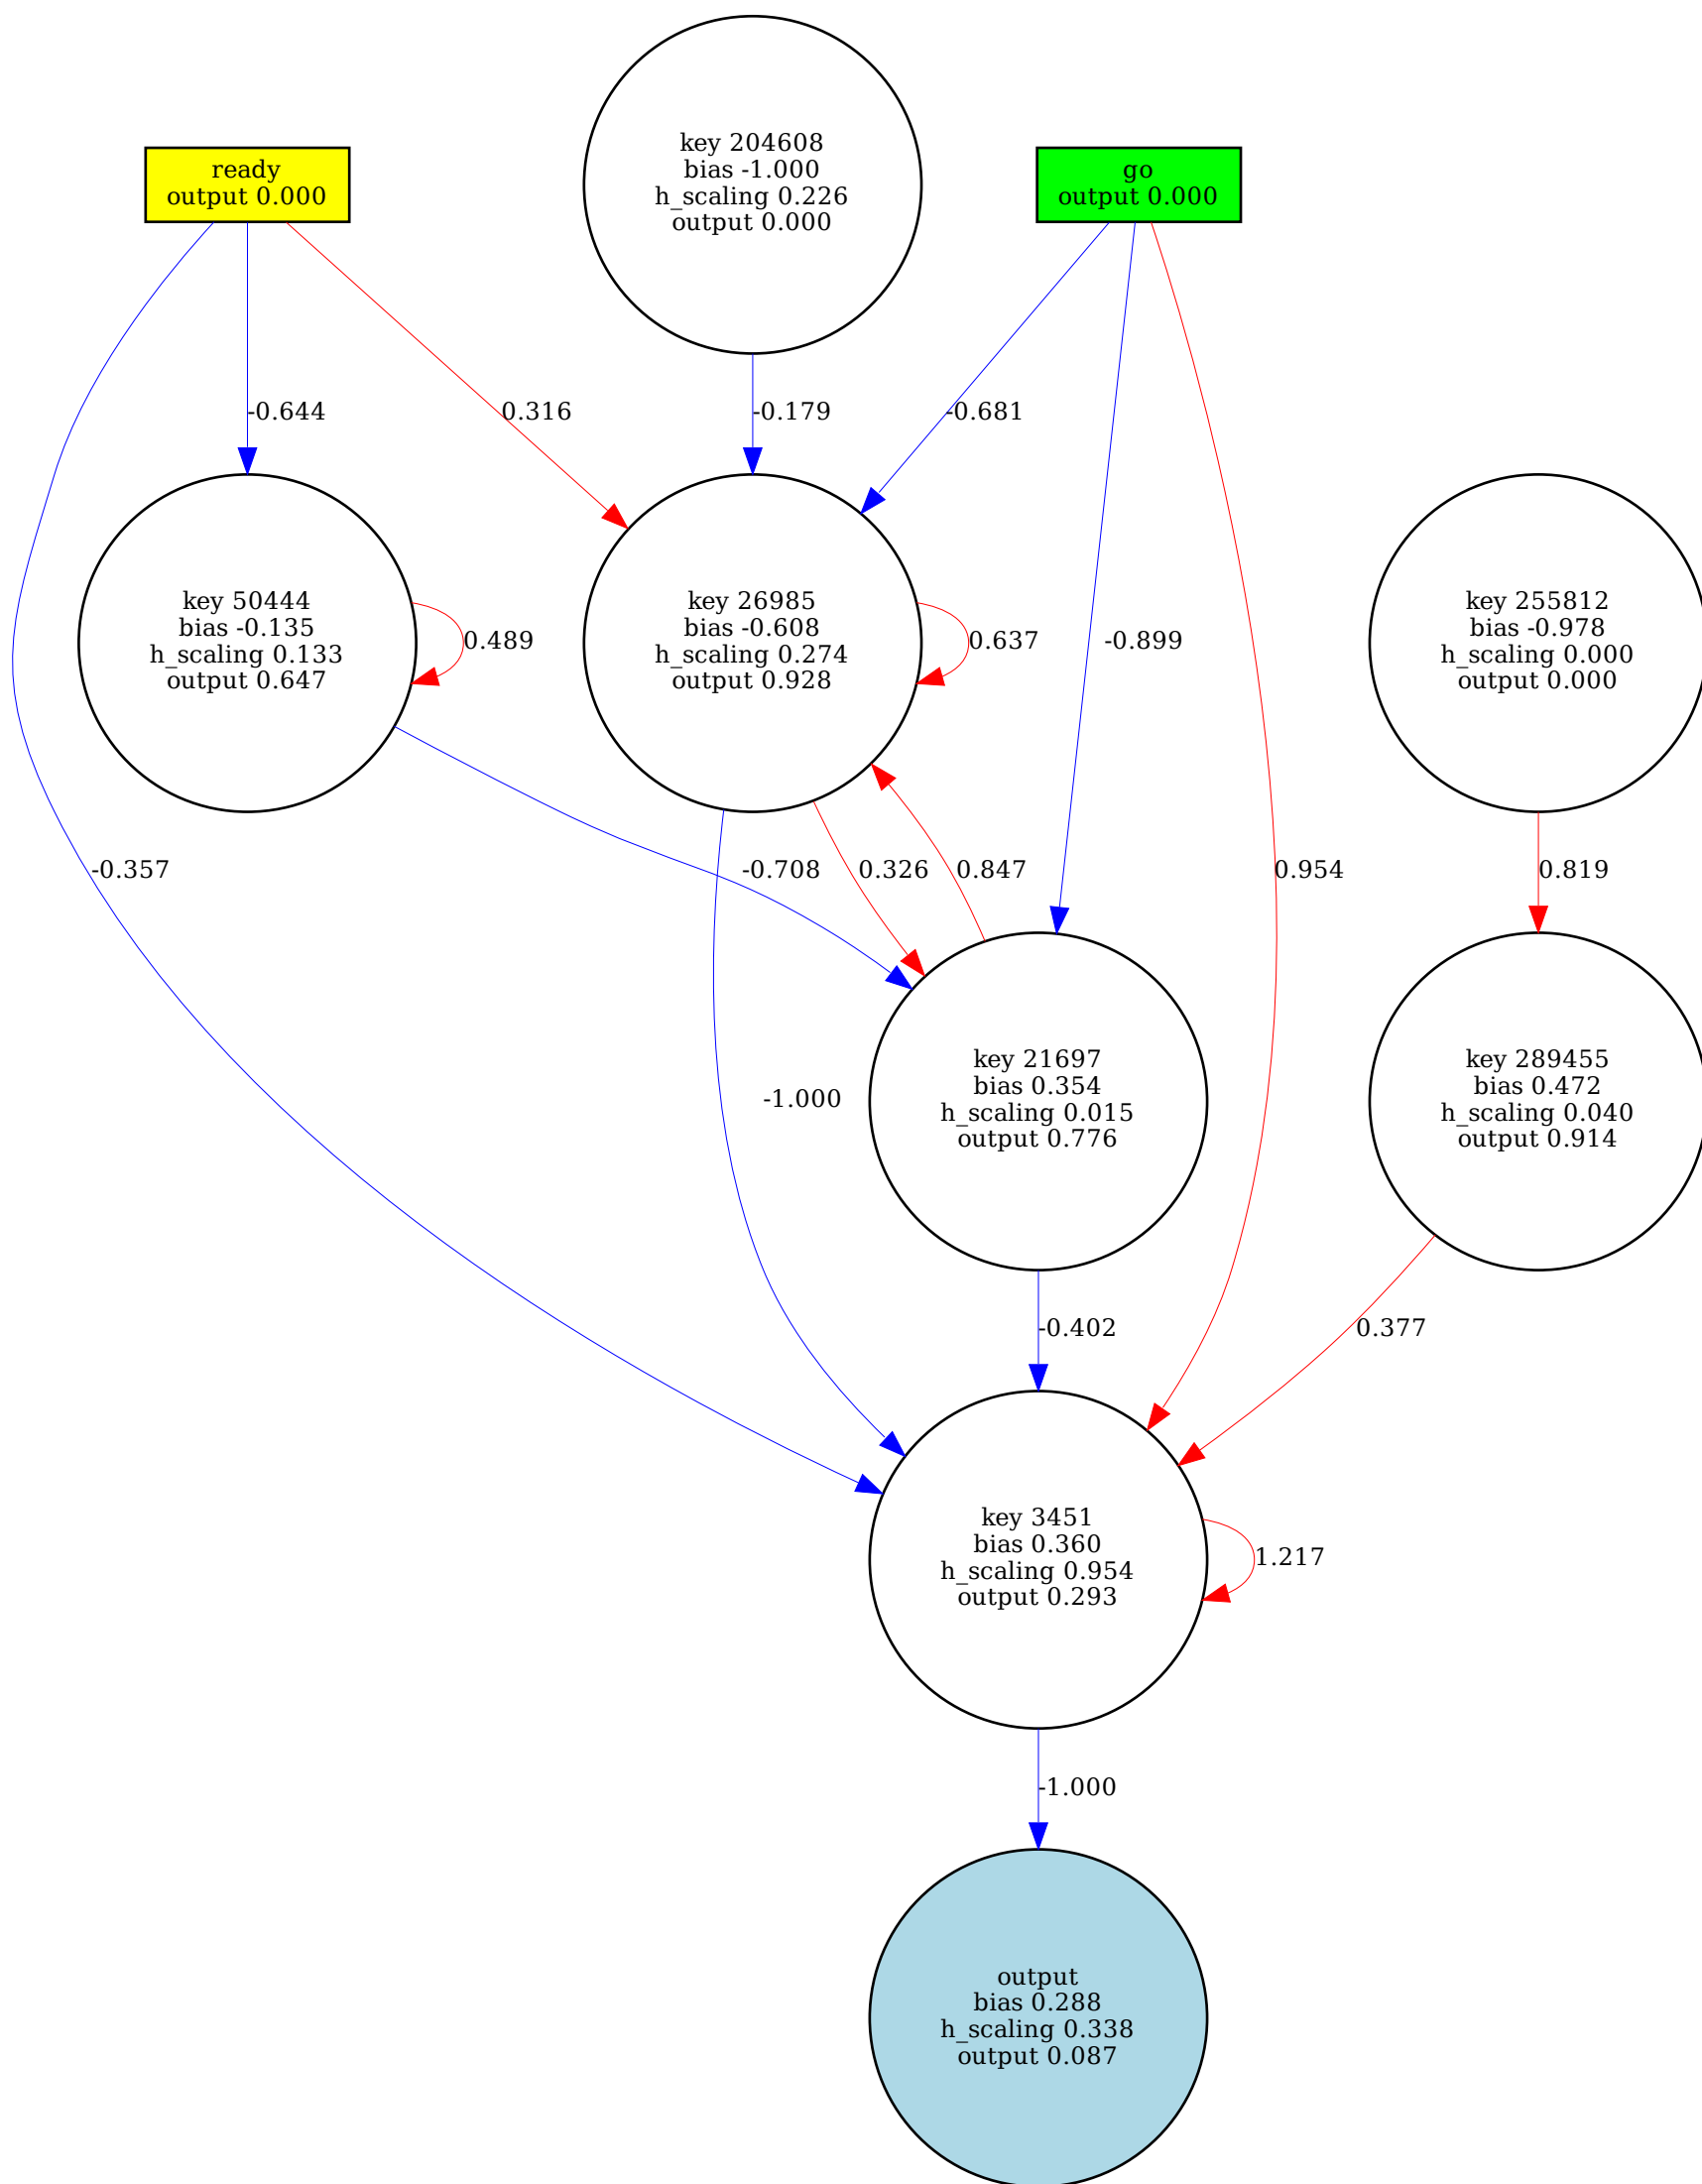 ready
output 0.000
key 204608
bias -1.000
h_scaling 0.226
output 0.000
go
output 0.000
-0.644
0.316
-0.179
-0.681
key 50444
bias -0.135
h_scaling 0.133
output 0.647
0.489
key 26985
bias -0.608
h_scaling 0.274
output 0.928
0.637
-0.899
key 255812
bias -0.978
h_scaling 0.000
output 0.000
-0.357
-0.708
0.326
0.847
0.954
0.819
-1.000
key 21697
bias 0.354
h_scaling 0.015
output 0.776
key 289455
bias 0.472
h_scaling 0.040
output 0.914
-0.402
0.377
key 3451
bias 0.360
h_scaling 0.954
output 0.293
1.217
-1.000
output
bias 0.288
h_scaling 0.338
output 0.087